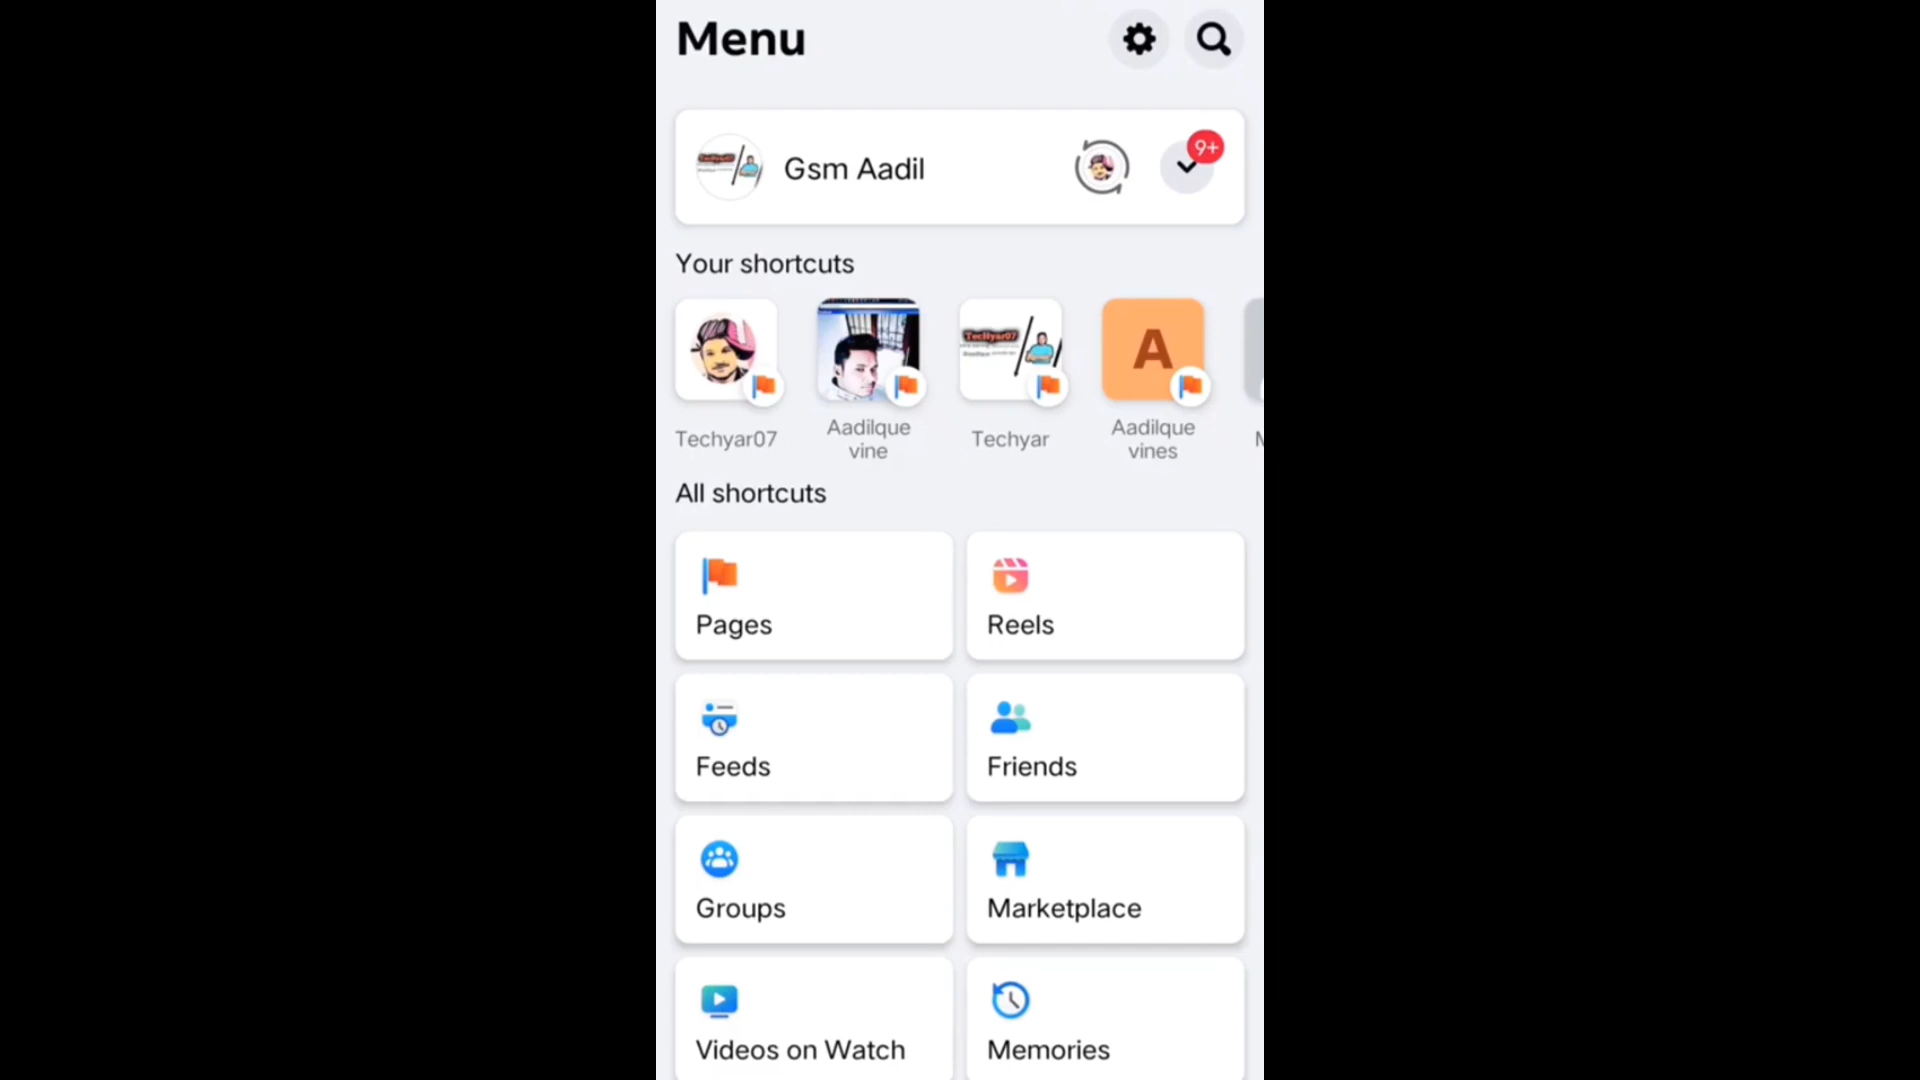 Menu
Gsm Aadil
9+
Your shortcuts
TecHyar07
A
Techyar07
Aadilque
vine
Techyar
Aadilque
vines
M
All shortcuts
Pages
Reels
Feeds
Friends
Groups
Marketplace
Videos on Watch
Memories